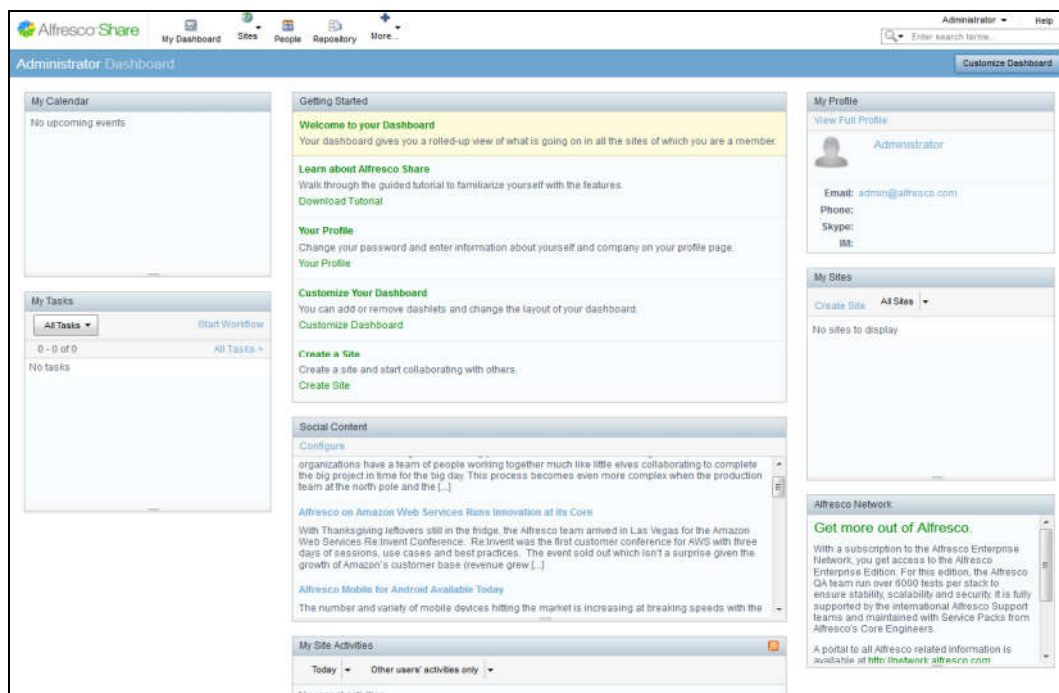 Alfresco Share
My Dashboard
Sites
People
Repository
More...
Administrator
Help
Enter search terms...
Administrator Dashboard
Customize Dashboard
My Calendar
No upcoming events
My Tasks
All Tasks
Start Workflow
0 - 0 of 0
All Tasks >
No tasks
Getting Started
Welcome to your Dashboard
Your dashboard gives you a rolled-up view of what is going on in all the sites of which you are a member.
Learn about Alfresco Share
Walk through the guided tutorial to familiarize yourself with the features.
Download Tutorial
Your Profile
Change your password and enter information about yourself and company on your profile page.
Your Profile
Customize Your Dashboard
You can add or remove dashlets and change the layout of your dashboard.
Customize Dashboard
Create a Site
Create a site and start collaborating with others.
Create Site
Social Content
Configure
organizations have a team of people working together much like little elves collaborating to complete
the big project in time for the big day. This process becomes even more complex when the production
team at the north pole and the [...]
Alfresco on Amazon Web Services Runs Innovation at its Core
With Thanksgiving leftovers still in the fridge, the Alfresco team arrived in Las Vegas for the Amazon
Web Services Re:Invent Conference. Re:Invent was the first customer conference for AWS with three
days of sessions, use cases and best practices. The event sold out which isn't a surprise given the
growth of Amazon's customer base (revenue grew [...]
Alfresco Mobile for Android Available Today
The number and variety of mobile devices hitting the market is increasing at breaking speeds with the
My Site Activities
Today
Other users' activities only
My Profile
View Full Profile
Administrator
Email: admin@alfresco.com
Phone:
Skype:
IM:
My Sites
Create Site
All Sites
No sites to display
Alfresco Network
Get more out of Alfresco.
With a subscription to the Alfresco Enterprise
Network, you get access to the Alfresco
Enterprise Edition. For this edition, the Alfresco
QA team run over 6000 tests per stack to
ensure stability, scalability and security. It is fully
supported by the international Alfresco Support
teams and maintained with Service Packs from
Alfresco's Core Engineers.
A portal to all Alfresco related information is
available at http://network.alfresco.com